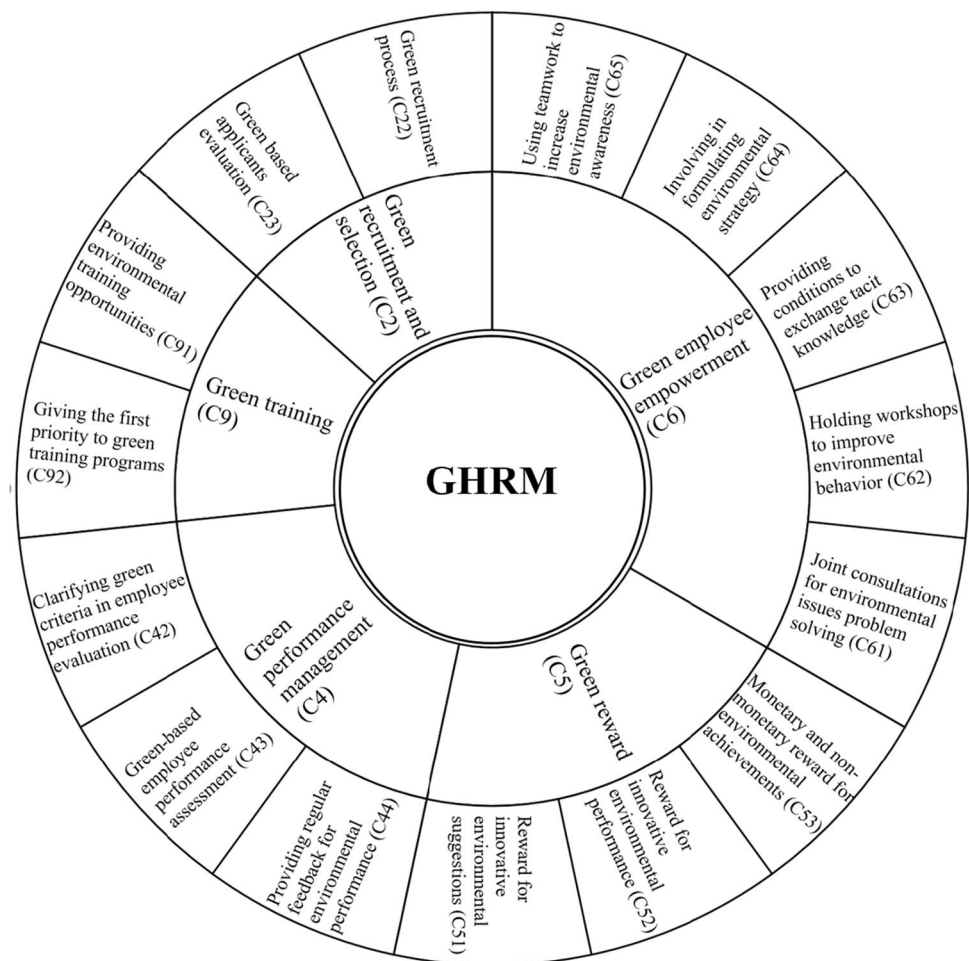 GHRM
Green employee
empowerment
(C6)
Using teamwork to
increase
environmental
awareness (C65)
Involving in
formulating
environmental
strategy (C64)
Providing
conditions to
exchange tacit
knowledge (C63)
Holding workshops
to improve
environmental
behavior (C62)
Joint consultations
for environmental
issues problem
solving (C61)
Green reward
(C5)
Monetary and non-
monetary reward for
environmental
achievements (C53)
Reward for
innovative
environmental
performance (C52)
Reward for
innovative
environmental
suggestions (C51)
Green
performance
management
(C4)
Providing regular
feedback for
environmental
performance (C44)
Green-based
employee
performance
assessment (C43)
Clarifying green
criteria in employee
performance
evaluation (C42)
Green training
(C9)
Giving the first
priority to green
training programs
(C92)
Providing
environmental
training
opportunities (C91)
Green
recruitment and
selection (C2)
Green based
applicants
evaluation (C23)
Green recruitment
process (C22)